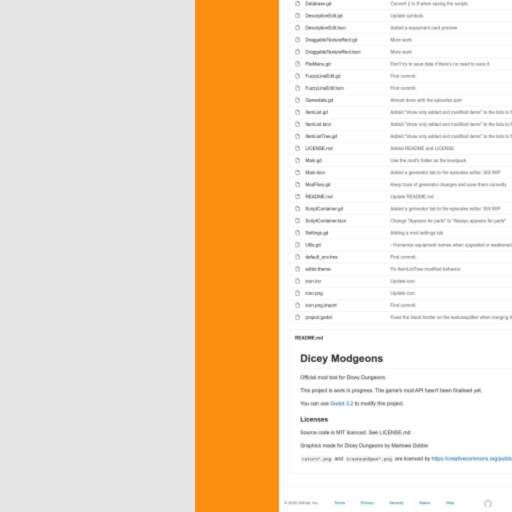 Database.gd Convert || to # when saving the scripts
DescriptionEdit.gd Update symbols
DescriptionEdit.tscn Added a equipment card preview
DraggableTextureRect.gd More work
DraggableTextureRect.tscn More work
FileMenu.gd Don't try to save data if there's no need to save it.
FuzzyLineEdit.gd First commit.
FuzzyLineEdit.tscn First commit.
Gamedata.gd Almost done with the episodes part
ItemList.gd Added "show only added and modified items" to the lists to f
ItemList.tscn Added "show only added and modified items" to the lists to f
ItemListTree.gd Added "show only added and modified items" to the lists to f
LICENSE.md Added README and LICENSE
Main.gd Use the mod's folder as the levelpack
Main.tscn Added a generator tab to the episodes editor. Still WIP
ModFiles.gd Keep track of generator changes and save them correctly
README.md Update README.md
ScriptContainer.gd Added a generator tab to the episodes editor. Still WIP
ScriptContainer.tscn Change "Appears for parts" to "Always appears for parts"
Settings.gd Adding a mod settings tab
Utils.gd - Humanize equipment names when upgraded or weakened
default_env.tres First commit.
editor.theme Fix ItemListTree modified behavior
icon.ico Update icon
icon.png Update icon
icon.png.import First commit.
project.godot Fixed the black border on the texturesplitter when merging th
README.md
Dicey Modgeons
Official mod tool for Dicey Dungeons.
This project is work in progress. The game's mod API hasn't been finalised yet.
You can use Godot 3.2 to modify this project.
Licenses
Source code is MIT licenced. See LICENSE.md
Graphics made for Dicey Dungeons by Marlowe Dobbe
return*.png and trashcan@open*.png are licenced by https://creativecommons.org/public
© 2020 GitHub, Inc. Terms Privacy Security Status Help